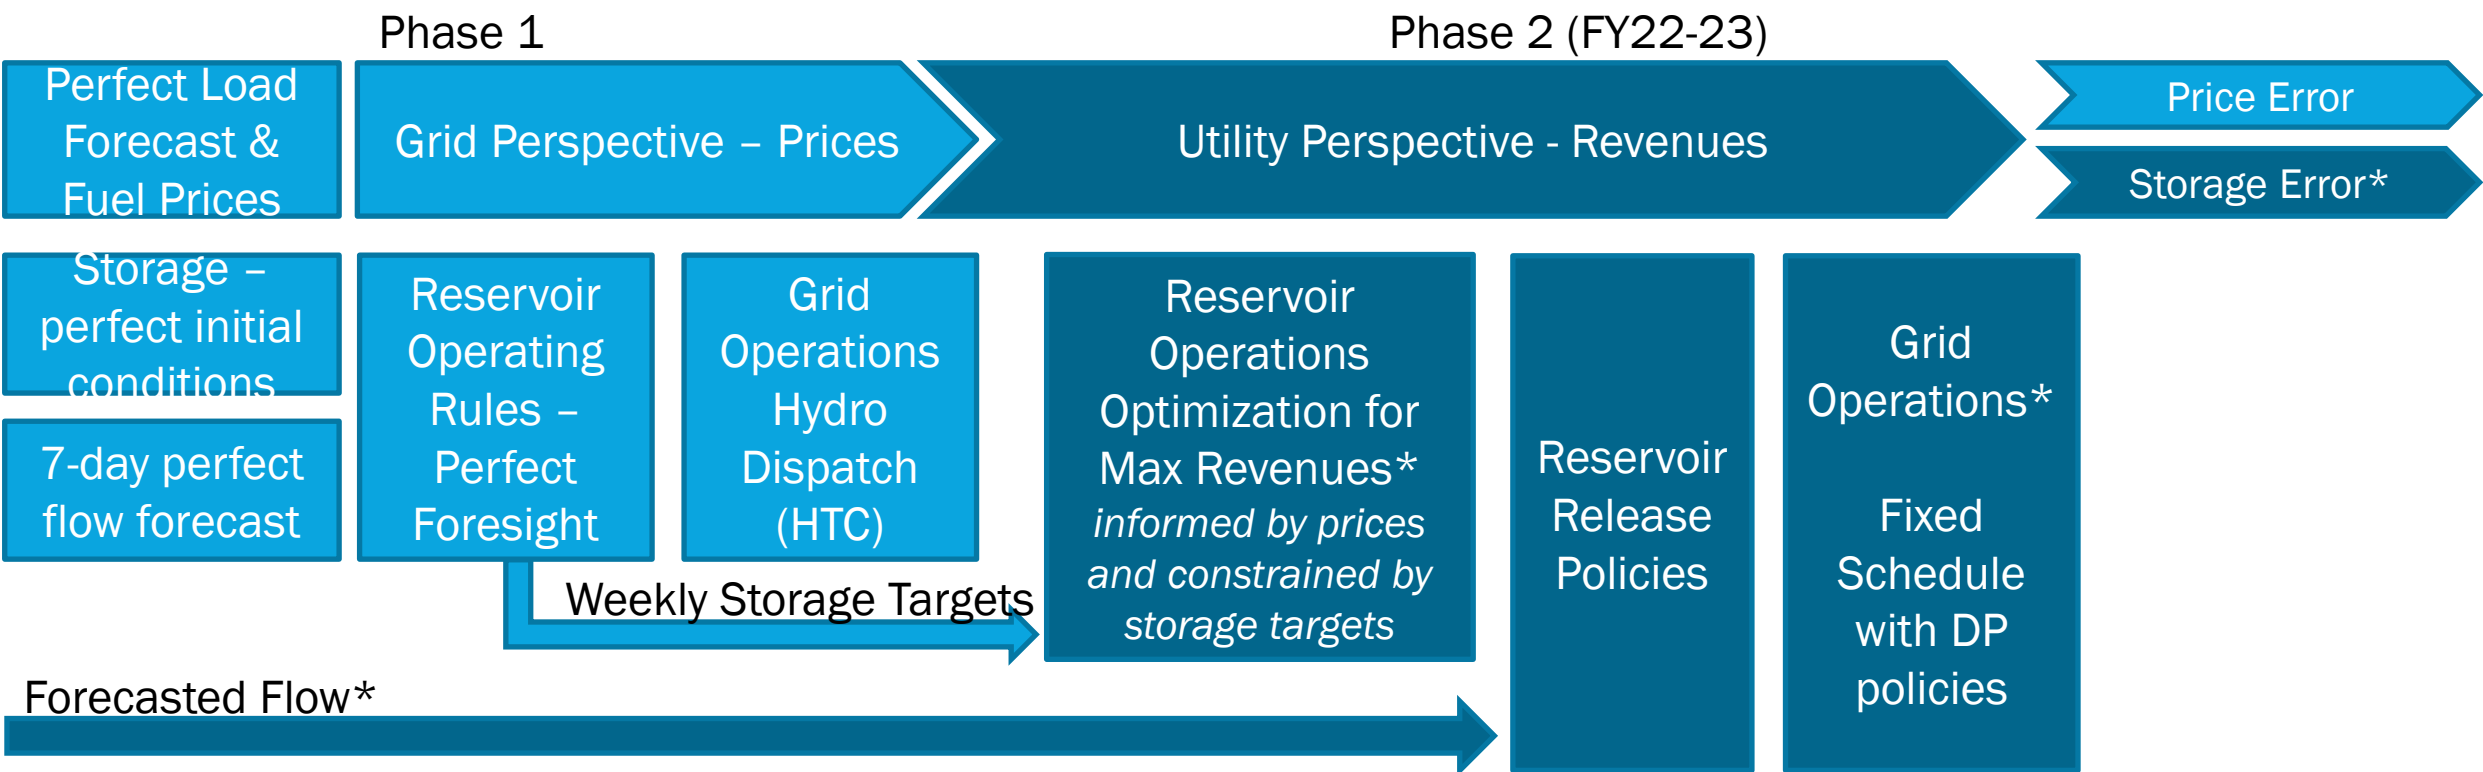 Phase 1
Phase 2 (FY22-23)
Perfect Load
Forecast &
Fuel Prices
Grid Perspective – Prices
Utility Perspective - Revenues
Price Error
Storage Error*
Storage –
perfect initial
conditions
7-day perfect
flow forecast
Reservoir
Operating
Rules –
Perfect
Foresight
Grid
Operations
Hydro
Dispatch
(HTC)
Weekly Storage Targets
Reservoir
Operations
Optimization for
Max Revenues*
informed by prices
and constrained by
storage targets
Reservoir
Release
Policies
Grid
Operations*
Fixed
Schedule
with DP
policies
Forecasted Flow*